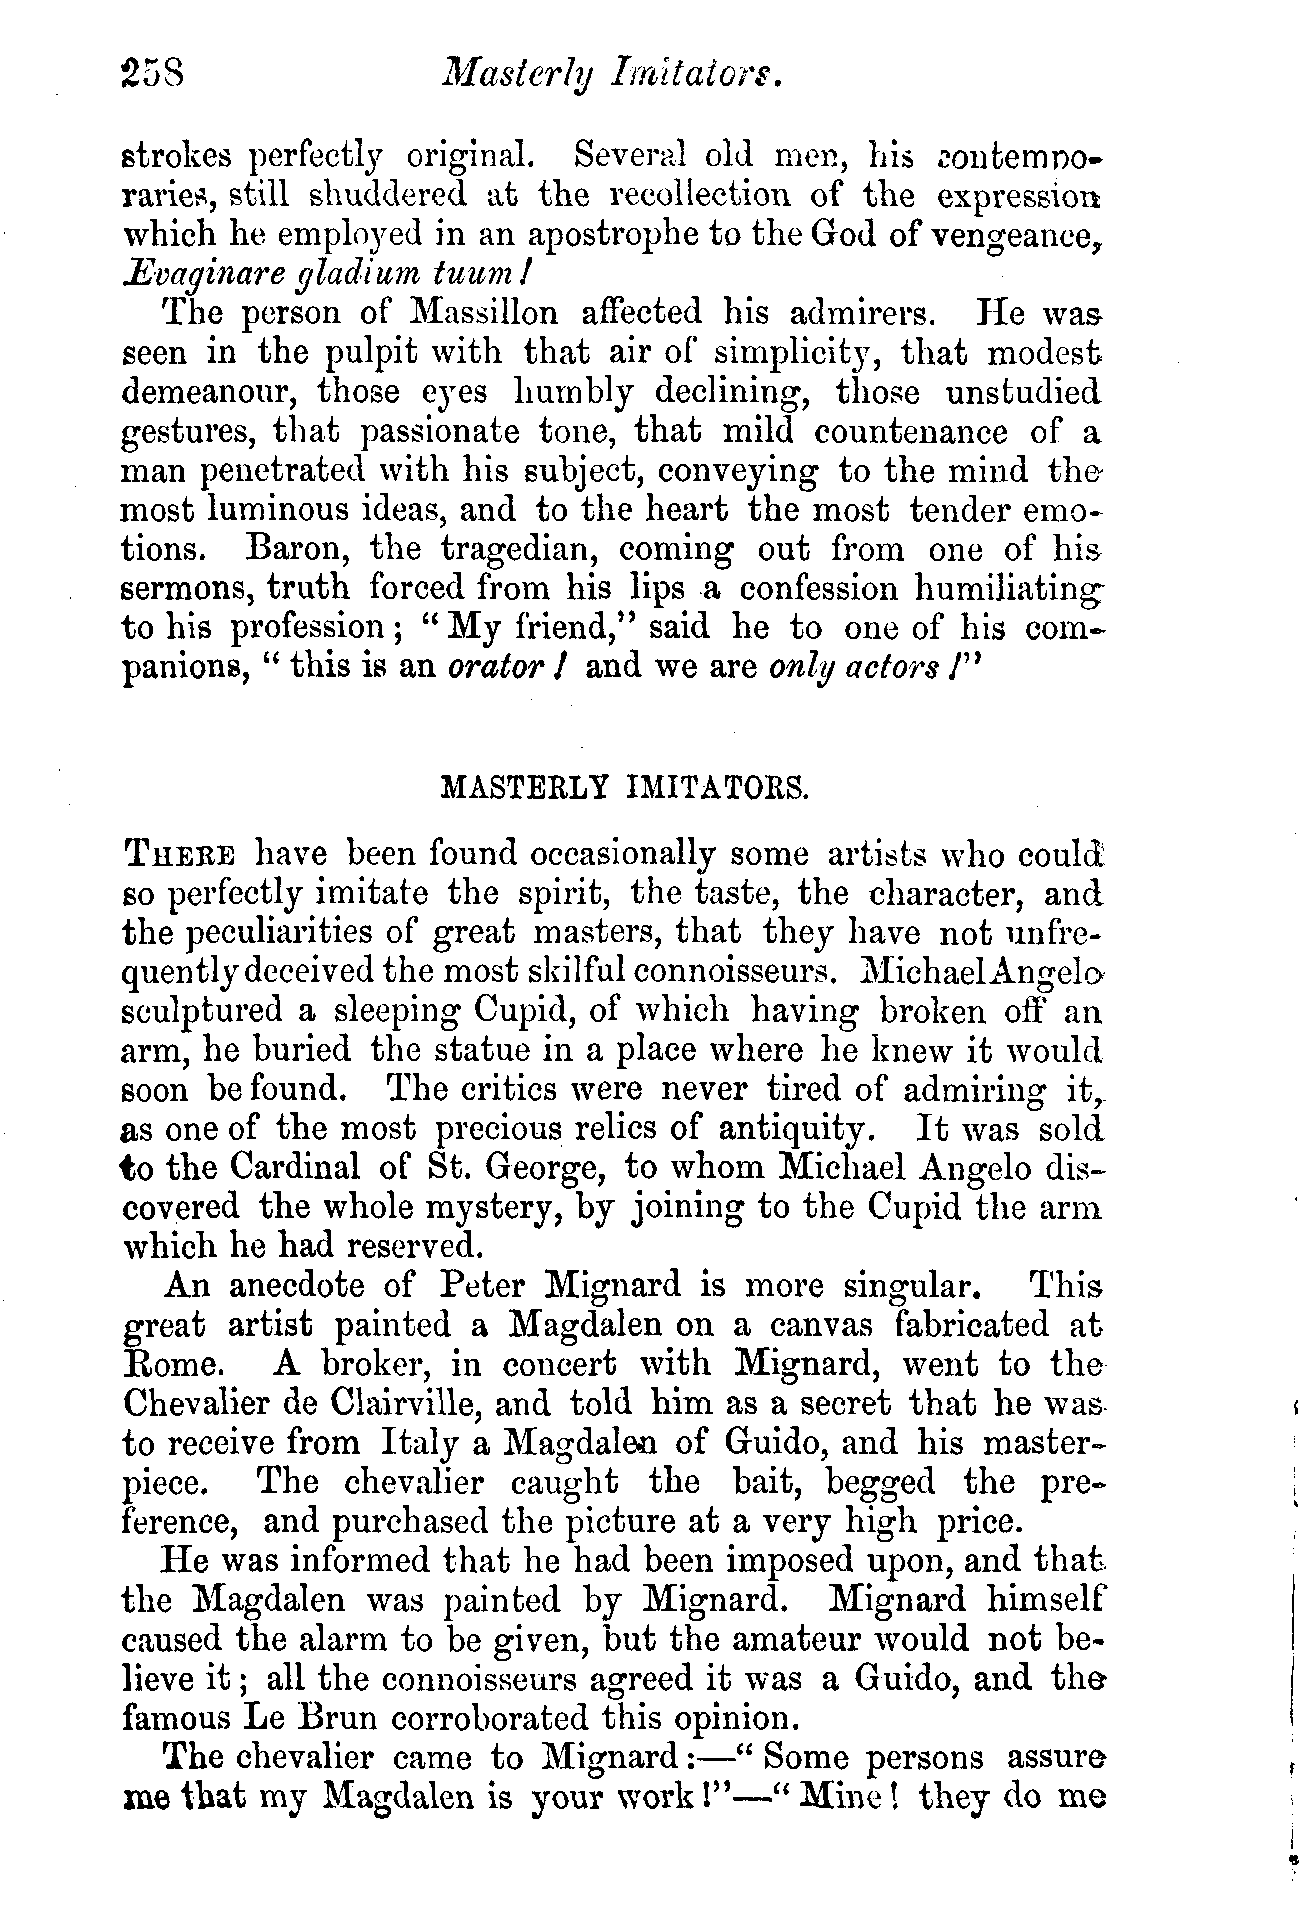 258 Masterly Imitators.
strokes perfectly original. Several old men, his contempo-
raries, still shuddered at the recollection of the expression
which he employed in an apostrophe to the God of vengeance,
Evaginare gladium tuum!
The person of Massillon affected his admirers. He was
seen in the pulpit with that air of simplicity, that modest
demeanour, those eyes humbly declining, those unstudied
gestures, that passionate tone, that mild countenance of a
man penetrated with his subject, conveying to the mind the
most luminous ideas, and to the heart the most tender emo-
tions. Baron, the tragedian, coming out from one of his
sermons, truth forced from his lips a confession humiliating
to his profession; "My friend," said he to one of his com-
panions, "this is an orator! and we are only actors!"
MASTERLY IMITATORS.
THERE have been found occasionally some artists who could
so perfectly imitate the spirit, the taste, the character, and
the peculiarities of great masters, that they have not unfre-
quently deceived the most skilful connoisseurs. Michael Angelo
sculptured a sleeping Cupid, of which having broken off an
arm, he buried the statue in a place where he knew it would
soon be found. The critics were never tired of admiring it,
as one of the most precious relics of antiquity. It was sold
to the Cardinal of St. George, to whom Michael Angelo dis-
covered the whole mystery, by joining to the Cupid the arm
which he had reserved.
An anecdote of Peter Mignard is more singular. This
great artist painted a Magdalen on a canvas fabricated at
Rome. A broker, in concert with Mignard, went to the
Chevalier de Clairville, and told him as a secret that he was
to receive from Italy a Magdalen of Guido, and his master-
piece. The chevalier caught the bait, begged the pre-
ference, and purchased the picture at a very high price.
He was informed that he had been imposed upon, and that
the Magdalen was painted by Mignard. Mignard himself
caused the alarm to be given, but the amateur would not be-
lieve it; all the connoisseurs agreed it was a Guido, and the
famous Le Brun corroborated this opinion.
The chevalier came to Mignard:—"Some persons assure
me that my Magdalen is your work!"—"Mine! they do me